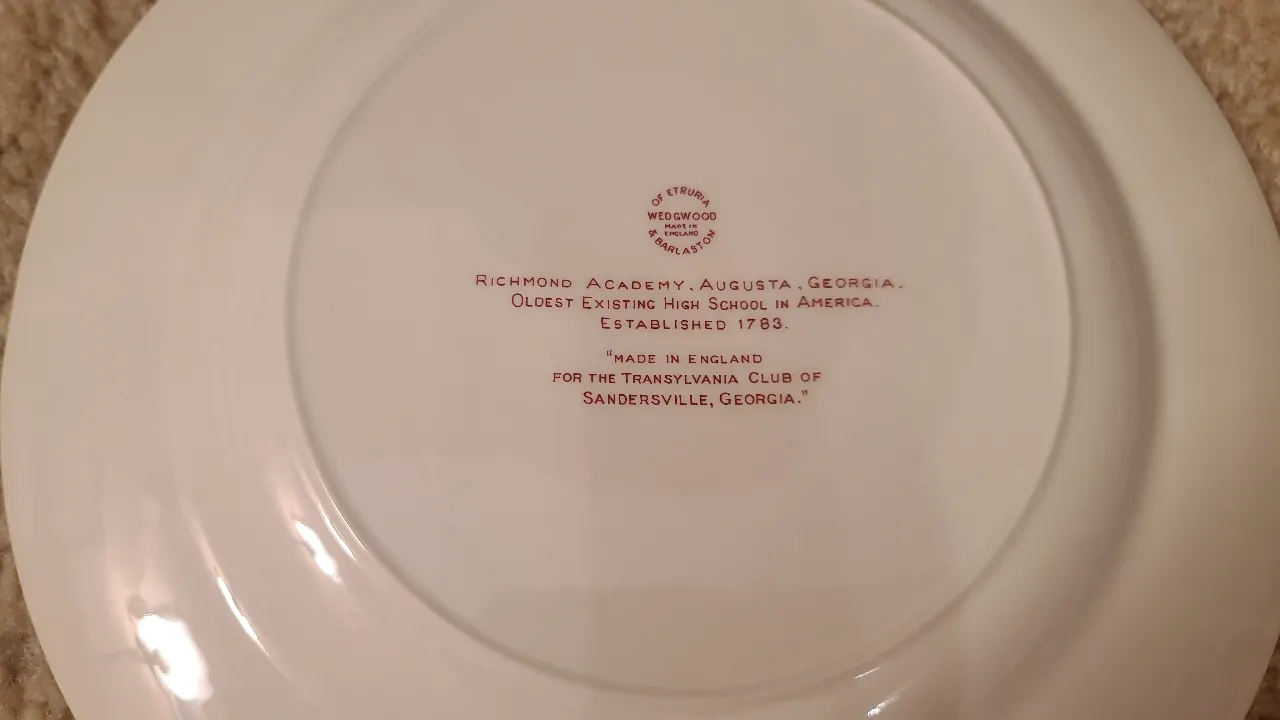 OF ETRURIA
WEDGWOOD
MADE IN
ENGLAND
& BARLASTON
RICHMOND ACADEMY, AUGUSTA, GEORGIA.
OLDEST EXISTING HIGH SCHOOL IN AMERICA.
ESTABLISHED 1783.
"MADE IN ENGLAND
FOR THE TRANSYLVANIA CLUB OF
SANDERSVILLE, GEORGIA."